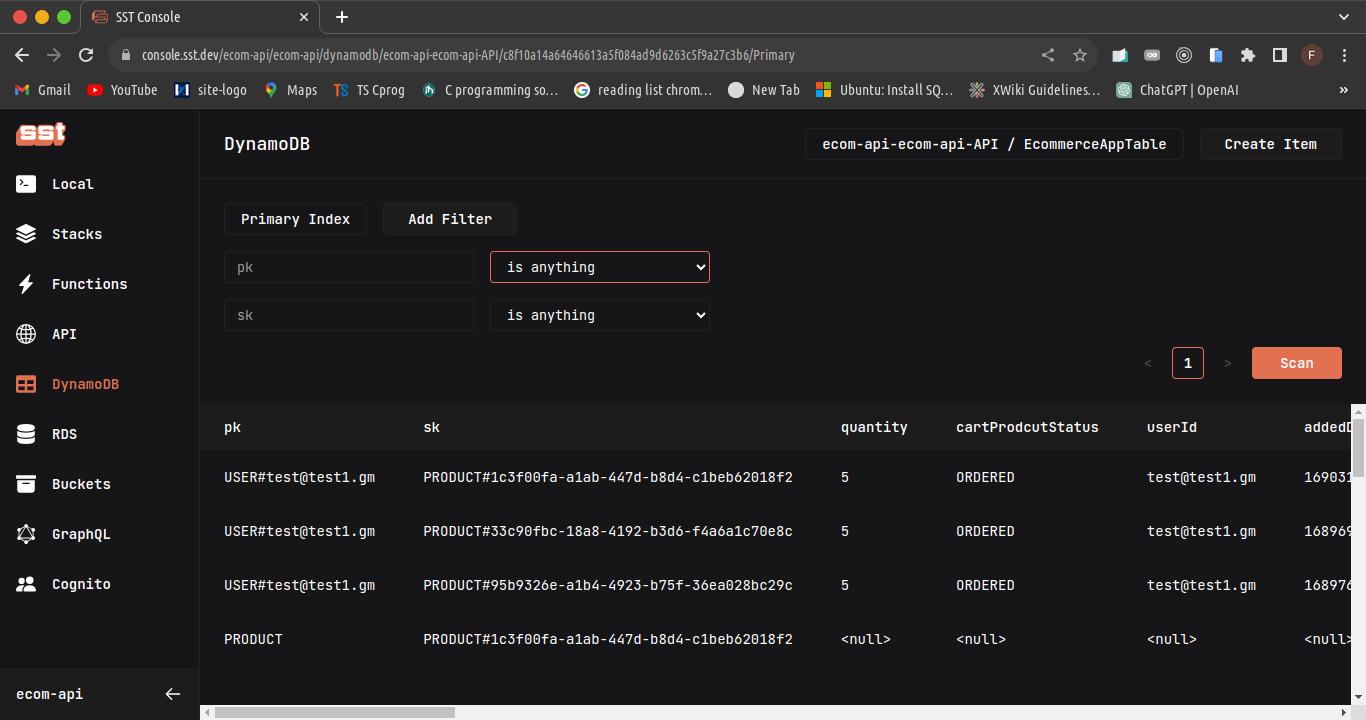 SST Console
console.sst.dev/ecom-api/ecom-api/dynamodb/ecom-api-ecom-api-API/c8f10a14a64646613a5f084ad9d6263c5f9a27c3b6/Primary
F
Gmail YouTube site-logo Maps TS Cprog C programming so… reading list chrom… New Tab Ubuntu: Install SQ… XWiki Guidelines… ChatGPT | OpenAI »
sst
DynamoDB ecom-api-ecom-api-API / EcommerceAppTable Create Item
Local
Stacks
Functions
API
DynamoDB
RDS
Buckets
GraphQL
Cognito
ecom-api
Primary Index Add Filter
pk is anything
sk is anything
< 1 > Scan
pk sk quantity cartProdcutStatus userId addedD
USER#test@test1.gm PRODUCT#1c3f00fa-a1ab-447d-b8d4-c1beb62018f2 5 ORDERED test@test1.gm 169031
USER#test@test1.gm PRODUCT#33c90fbc-18a8-4192-b3d6-f4a6a1c70e8c 5 ORDERED test@test1.gm 168969
USER#test@test1.gm PRODUCT#95b9326e-a1b4-4923-b75f-36ea028bc29c 5 ORDERED test@test1.gm 168976
PRODUCT PRODUCT#1c3f00fa-a1ab-447d-b8d4-c1beb62018f2 <null> <null> <null> <null>